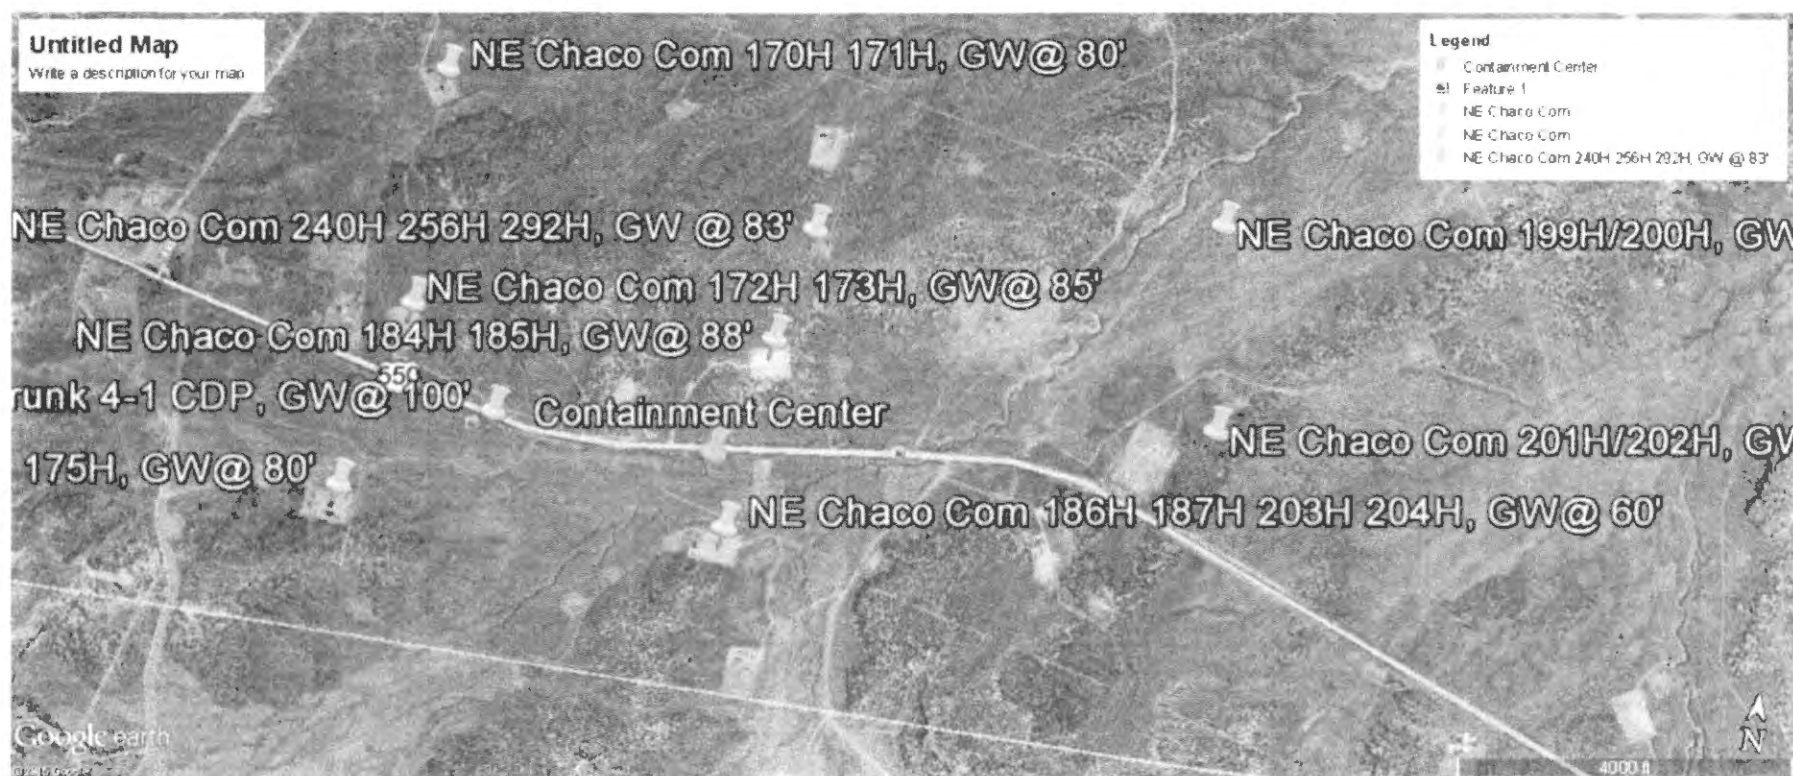 Untitled Map
Write a description for your map
Legend
Containment Center
Feature 1
NE Chaco Com
NE Chaco Com
NE Chaco Com 240H 256H 292H, GW @ 83'
NE Chaco Com 170H 171H, GW@ 80'
NE Chaco Com 240H 256H 292H, GW @ 83'
NE Chaco Com 199H/200H, GW
NE Chaco Com 172H 173H, GW@ 85'
NE Chaco Com 184H 185H, GW@ 88'
550
runk 4-1 CDP, GW@ 100'
Containment Center
NE Chaco Com 201H/202H, GW
175H, GW@ 80'
NE Chaco Com 186H 187H 203H 204H, GW@ 60'
Google earth
N
4000 ft